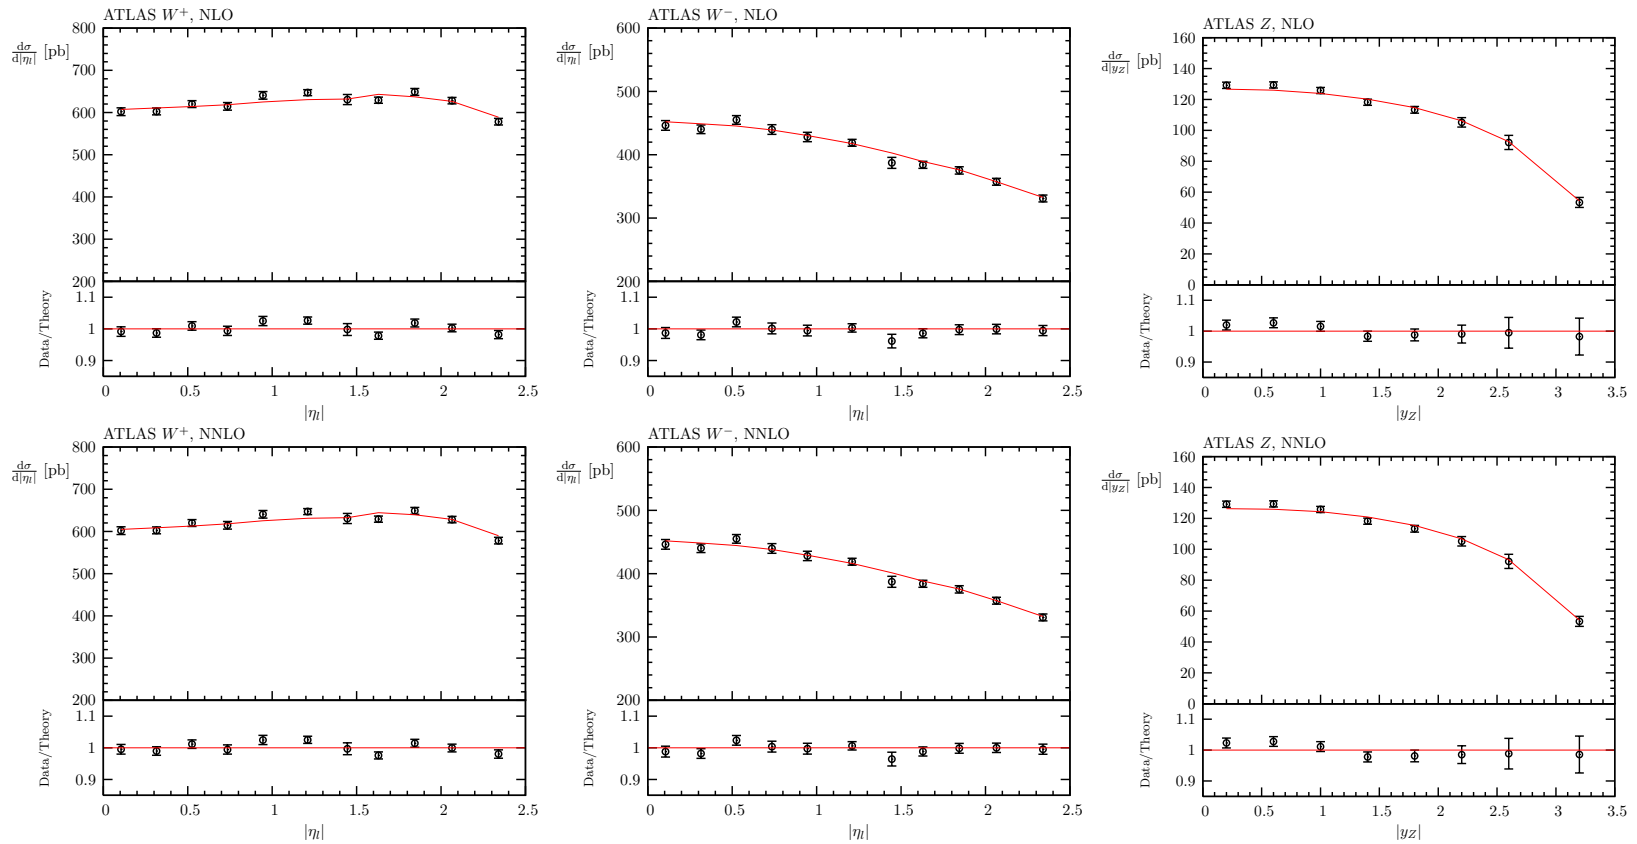 ATLAS W⁺, NLO
dσ/d|ηₗ| [pb]
800
700
600
500
400
300
200
Data/Theory
1.1
1
0.9
0 0.5 1 1.5 2 2.5
|ηₗ|
ATLAS W⁻, NLO
dσ/d|ηₗ| [pb]
600
500
400
300
200
Data/Theory
1.1
1
0.9
0 0.5 1 1.5 2 2.5
|ηₗ|
ATLAS Z, NLO
dσ/d|y_Z| [pb]
160
140
120
100
80
60
40
20
0
Data/Theory
1.1
1
0.9
0 0.5 1 1.5 2 2.5 3 3.5
|y_Z|
ATLAS W⁺, NNLO
dσ/d|ηₗ| [pb]
800
700
600
500
400
300
200
Data/Theory
1.1
1
0.9
0 0.5 1 1.5 2 2.5
|ηₗ|
ATLAS W⁻, NNLO
dσ/d|ηₗ| [pb]
600
500
400
300
200
Data/Theory
1.1
1
0.9
0 0.5 1 1.5 2 2.5
|ηₗ|
ATLAS Z, NNLO
dσ/d|y_Z| [pb]
160
140
120
100
80
60
40
20
0
Data/Theory
1.1
1
0.9
0 0.5 1 1.5 2 2.5 3 3.5
|y_Z|